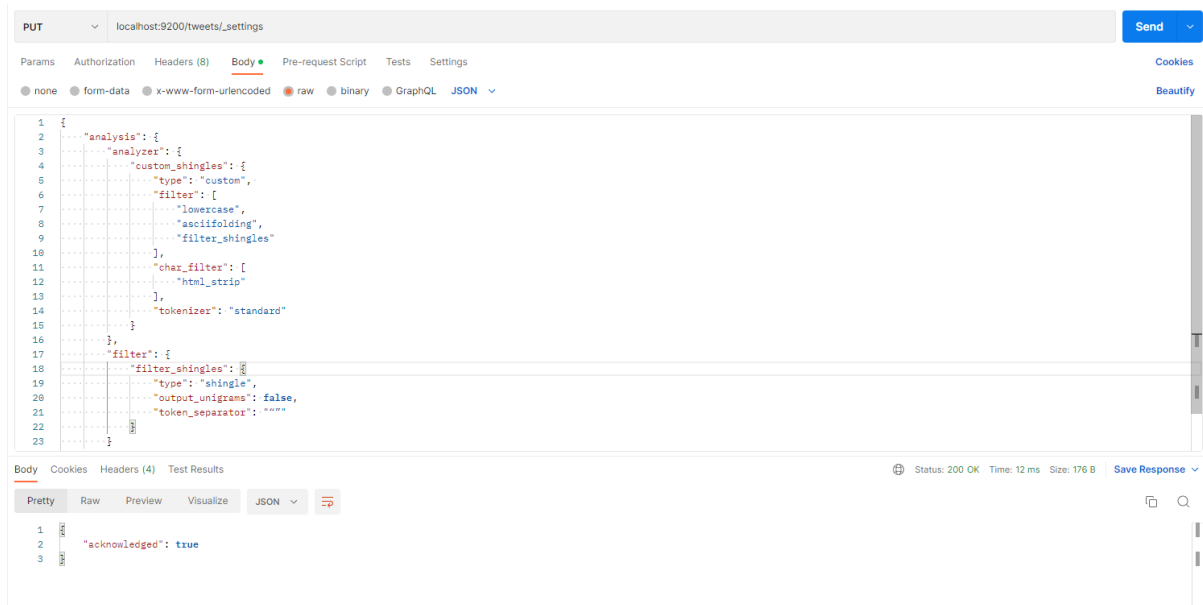 PUT localhost:9200/tweets/_settings Send
Params Authorization Headers (8) Body Pre-request Script Tests Settings Cookies
none form-data x-www-form-urlencoded raw binary GraphQL JSON Beautify
1 {
2 "analysis": {
3 "analyzer": {
4 "custom_shingles": {
5 "type": "custom",
6 "filter": [
7 "lowercase",
8 "asciifolding",
9 "filter_shingles"
10 ],
11 "char_filter": [
12 "html_strip"
13 ],
14 "tokenizer": "standard"
15 }
16 },
17 "filter": {
18 "filter_shingles": {
19 "type": "shingle",
20 "output_unigrams": false,
21 "token_separator": "“”"
22 }
23 }
Body Cookies Headers (4) Test Results Status: 200 OK Time: 12 ms Size: 176 B Save Response
Pretty Raw Preview Visualize JSON
1 {
2 "acknowledged": true
3 }